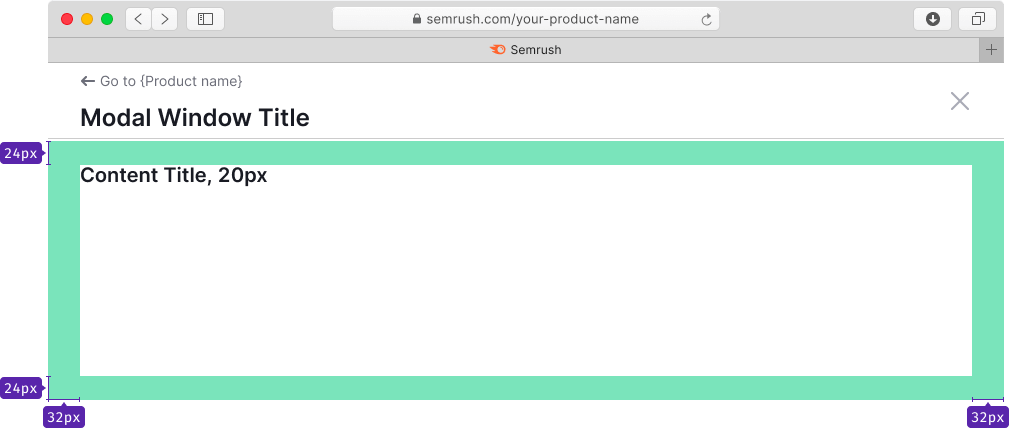 semrush.com/your-product-name
Semrush
Go to {Product name}
Modal Window Title
24px
Content Title, 20px
24px
32px
32px